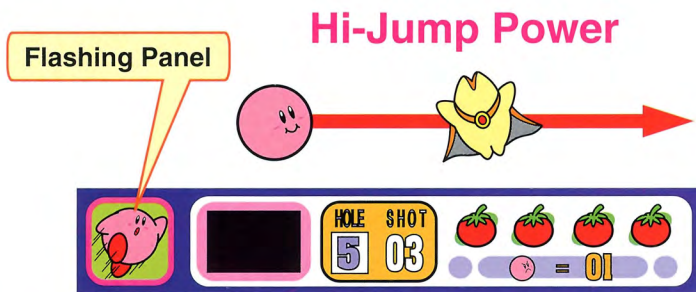 Hi-Jump Power
Flashing Panel
HOLE SHOT
5 03
= 01